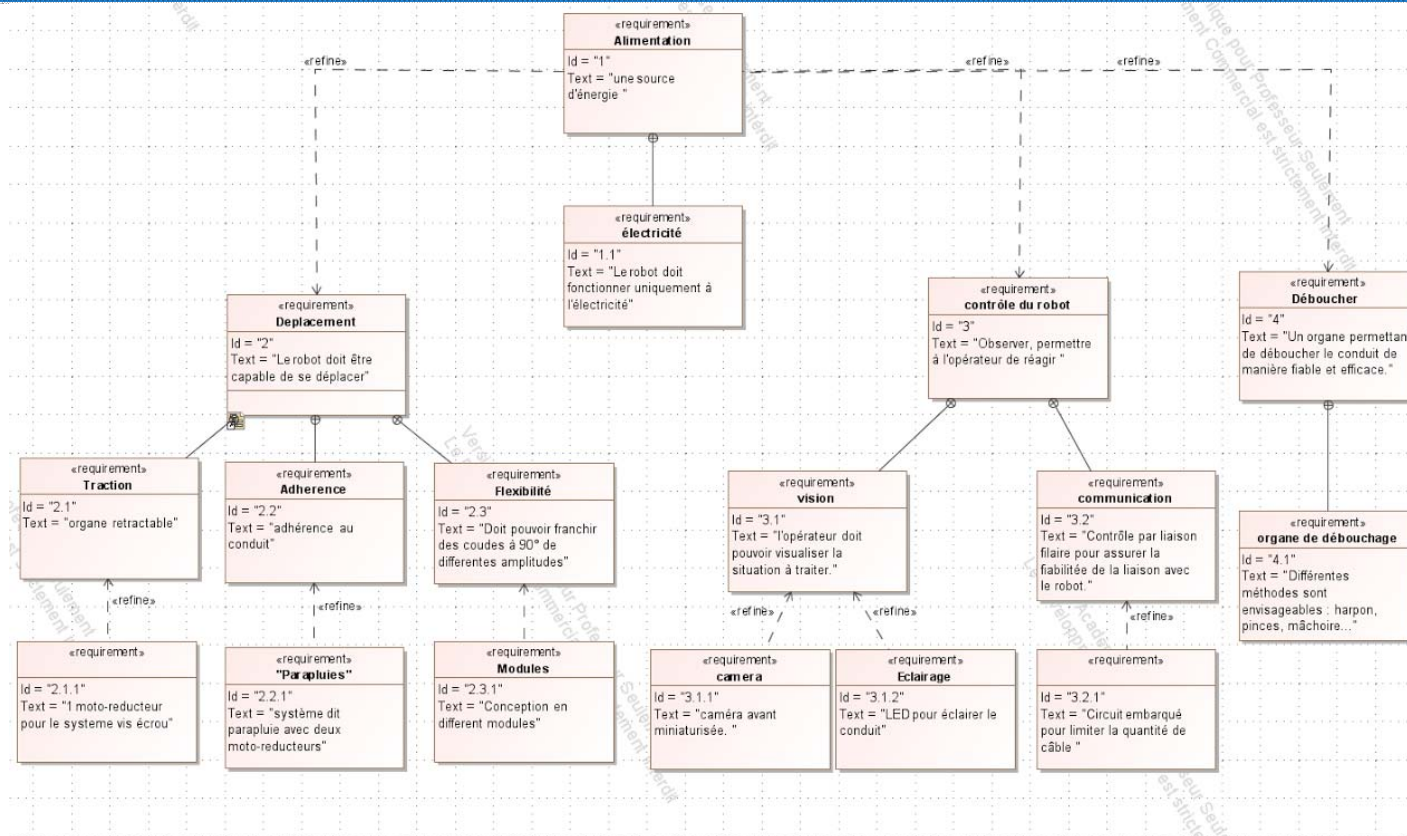 «requirement»
Alimentation
Id = "1"
Text = "une source
d'énergie "
«refine»
«refine»
«refine»
«requirement»
électricité
Id = "1.1"
Text = "Le robot doit
fonctionner uniquement à
l'électricité"
«requirement»
Deplacement
Id = "2"
Text = "Le robot doit être
capable de se déplacer"
«requirement»
contrôle du robot
Id = "3"
Text = "Observer, permettre
à l'opérateur de réagir "
«requirement»
Déboucher
Id = "4"
Text = "Un organe permettan
de déboucher le conduit de
manière fiable et efficace."
«requirement»
Traction
Id = "2.1"
Text = "organe retractable"
«requirement»
Adherence
Id = "2.2"
Text = "adhérence au
conduit"
«requirement»
Flexibilité
Id = "2.3"
Text = "Doit pouvoir franchir
des coudes à 90° de
differentes amplitudes"
«requirement»
vision
Id = "3.1"
Text = "l'opérateur doit
pouvoir visualiser la
situation à traiter."
«requirement»
communication
Id = "3.2"
Text = "Contrôle par liaison
filaire pour assurer la
fiabilitée de la liaison avec
le robot."
«requirement»
organe de débouchage
Id = "4.1"
Text = "Différentes
méthodes sont
envisageables : harpon,
pinces, mâchoire..."
«refine»
«refine»
«refine»
«refine»
«refine»
«requirement»
Id = "2.1.1"
Text = "1 moto-reducteur
pour le systeme vis écrou"
«requirement»
"Parapluies"
Id = "2.2.1"
Text = "système dit
parapluie avec deux
moto-reducteurs"
«requirement»
Modules
Id = "2.3.1"
Text = "Conception en
different modules"
«requirement»
camera
Id = "3.1.1"
Text = "caméra avant
miniaturisée. "
«requirement»
Eclairage
Id = "3.1.2"
Text = "LED pour éclairer le
conduit"
«requirement»
Id = "3.2.1"
Text = "Circuit embarqué
pour limiter la quantité de
câble "